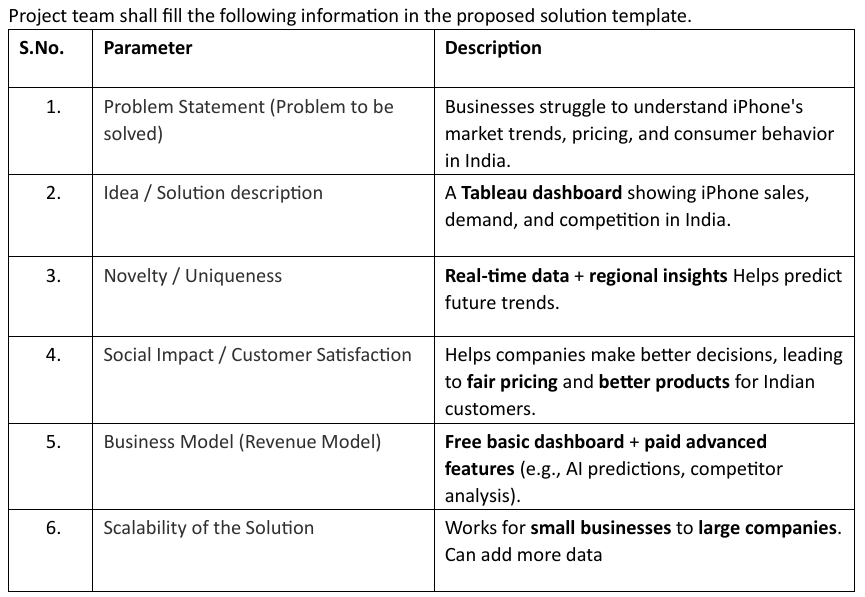 Project team shall fill the following information in the proposed solution template.
S.No. Parameter Description
1. Problem Statement (Problem to be solved) Businesses struggle to understand iPhone's
market trends, pricing, and consumer behavior
in India.
2. Idea / Solution description A Tableau dashboard showing iPhone sales,
demand, and competition in India.
3. Novelty / Uniqueness Real-time data + regional insights Helps predict
future trends.
4. Social Impact / Customer Satisfaction Helps companies make better decisions, leading
to fair pricing and better products for Indian
customers.
5. Business Model (Revenue Model) Free basic dashboard + paid advanced
features (e.g., AI predictions, competitor
analysis).
6. Scalability of the Solution Works for small businesses to large companies.
Can add more data